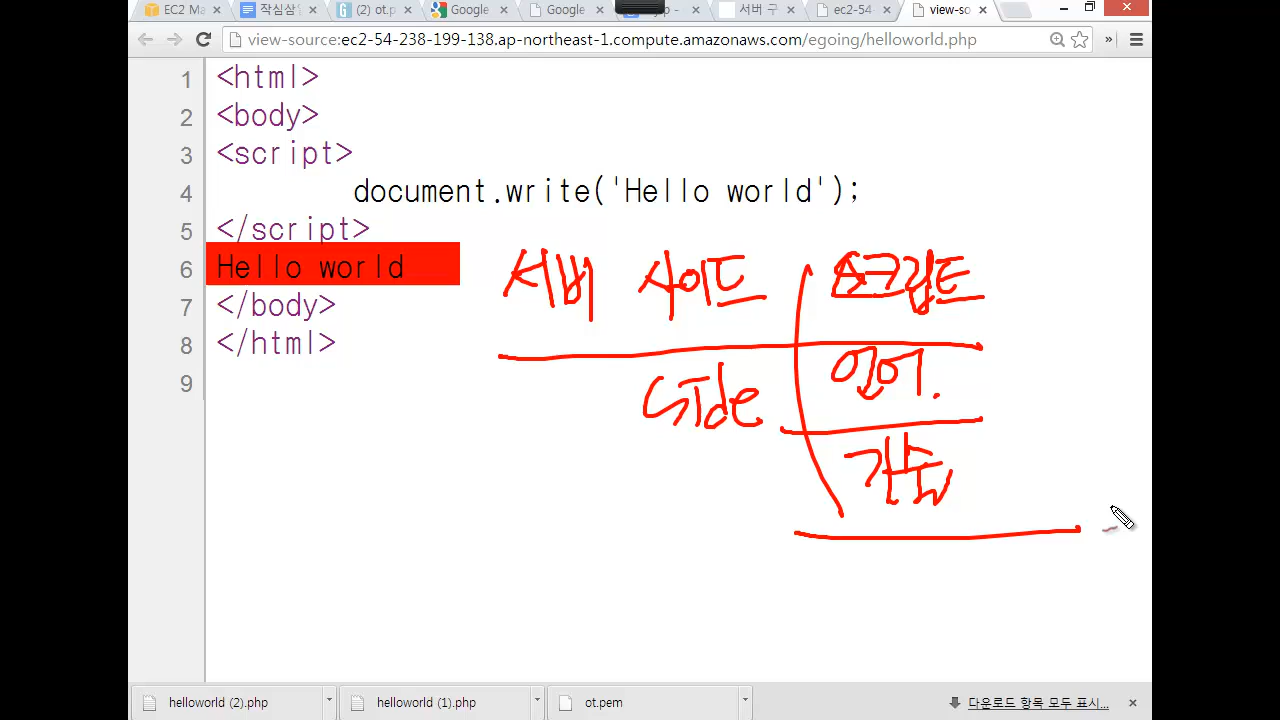 EC2 Ma
작심삼
(2) ot.p
Google
Google
서버 구
ec2-54
view-so
view-source:ec2-54-238-199-138.ap-northeast-1.compute.amazonaws.com/egoing/helloworld.php
1 <html>
2 <body>
3 <script>
4 document.write('Hello world');
5 </script>
6 Hello world
7 </body>
8 </html>
9
서버 사이드 스크립트
side 언어.
helloworld (2).php
helloworld (1).php
ot.pem
다운로드 항목 모두 표시...